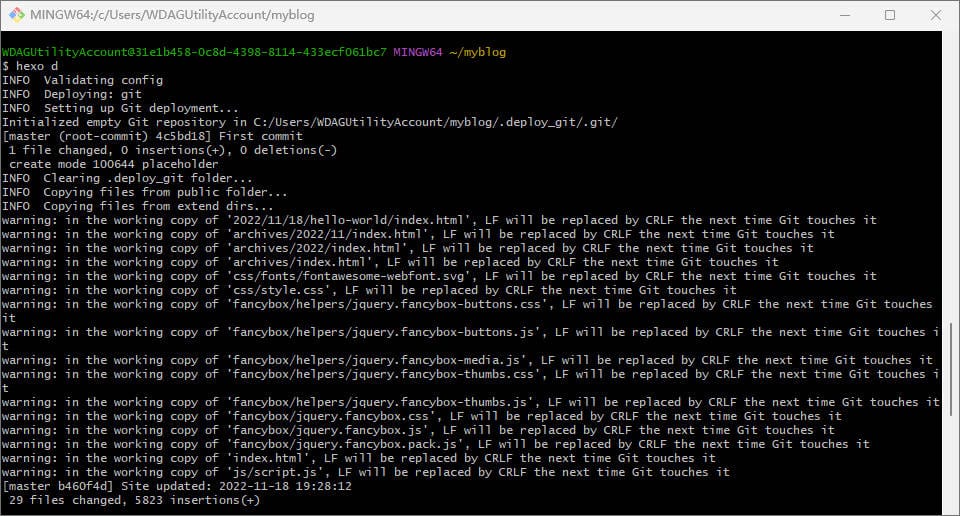 MINGW64:/c/Users/WDAGUtilityAccount/myblog
WDAGUtilityAccount@31e1b458-0c8d-4398-8114-433ecf061bc7 MINGW64 ~/myblog
$ hexo d
INFO  Validating config
INFO  Deploying: git
INFO  Setting up Git deployment...
Initialized empty Git repository in C:/Users/WDAGUtilityAccount/myblog/.deploy_git/.git/
[master (root-commit) 4c5bd18] First commit
 1 file changed, 0 insertions(+), 0 deletions(-)
 create mode 100644 placeholder
INFO  Clearing .deploy_git folder...
INFO  Copying files from public folder...
INFO  Copying files from extend dirs...
warning: in the working copy of '2022/11/18/hello-world/index.html', LF will be replaced by CRLF the next time Git touches it
warning: in the working copy of 'archives/2022/11/index.html', LF will be replaced by CRLF the next time Git touches it
warning: in the working copy of 'archives/2022/index.html', LF will be replaced by CRLF the next time Git touches it
warning: in the working copy of 'archives/index.html', LF will be replaced by CRLF the next time Git touches it
warning: in the working copy of 'css/fonts/fontawesome-webfont.svg', LF will be replaced by CRLF the next time Git touches it
warning: in the working copy of 'css/style.css', LF will be replaced by CRLF the next time Git touches it
warning: in the working copy of 'fancybox/helpers/jquery.fancybox-buttons.css', LF will be replaced by CRLF the next time Git touches
it
warning: in the working copy of 'fancybox/helpers/jquery.fancybox-buttons.js', LF will be replaced by CRLF the next time Git touches i
t
warning: in the working copy of 'fancybox/helpers/jquery.fancybox-media.js', LF will be replaced by CRLF the next time Git touches it
warning: in the working copy of 'fancybox/helpers/jquery.fancybox-thumbs.css', LF will be replaced by CRLF the next time Git touches i
t
warning: in the working copy of 'fancybox/helpers/jquery.fancybox-thumbs.js', LF will be replaced by CRLF the next time Git touches it
warning: in the working copy of 'fancybox/jquery.fancybox.css', LF will be replaced by CRLF the next time Git touches it
warning: in the working copy of 'fancybox/jquery.fancybox.js', LF will be replaced by CRLF the next time Git touches it
warning: in the working copy of 'fancybox/jquery.fancybox.pack.js', LF will be replaced by CRLF the next time Git touches it
warning: in the working copy of 'index.html', LF will be replaced by CRLF the next time Git touches it
warning: in the working copy of 'js/script.js', LF will be replaced by CRLF the next time Git touches it
[master b460f4d] Site updated: 2022-11-18 19:28:12
 29 files changed, 5823 insertions(+)